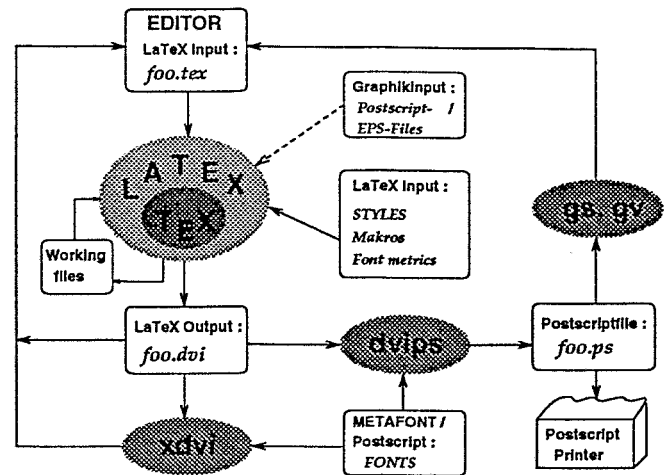 EDITOR
LaTeX Input :
foo.tex
GraphikInput :
Postscript- /
EPS-Files
LATEX
TEX
LaTeX Input :
STYLES
Makros
Font metrics
gs, gv
Working
files
LaTeX Output :
foo.dvi
dvips
Postscriptfile :
foo.ps
xdvi
METAFONT /
Postscript :
FONTS
Postscript
Printer